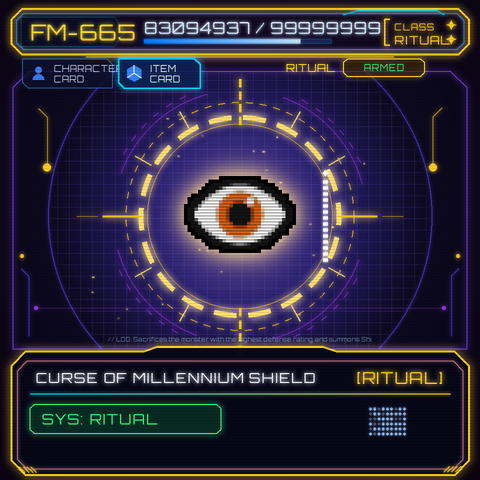 FM-665
83094937 / 99999999
CLASS
RITUAL
CHARACTER
CARD
ITEM
CARD
RITUAL
ARMED
// LOG: Sacrifices the monster with the highest defense rating and summons Shi
CURSE OF MILLENNIUM SHIELD
[RITUAL]
SYS: RITUAL